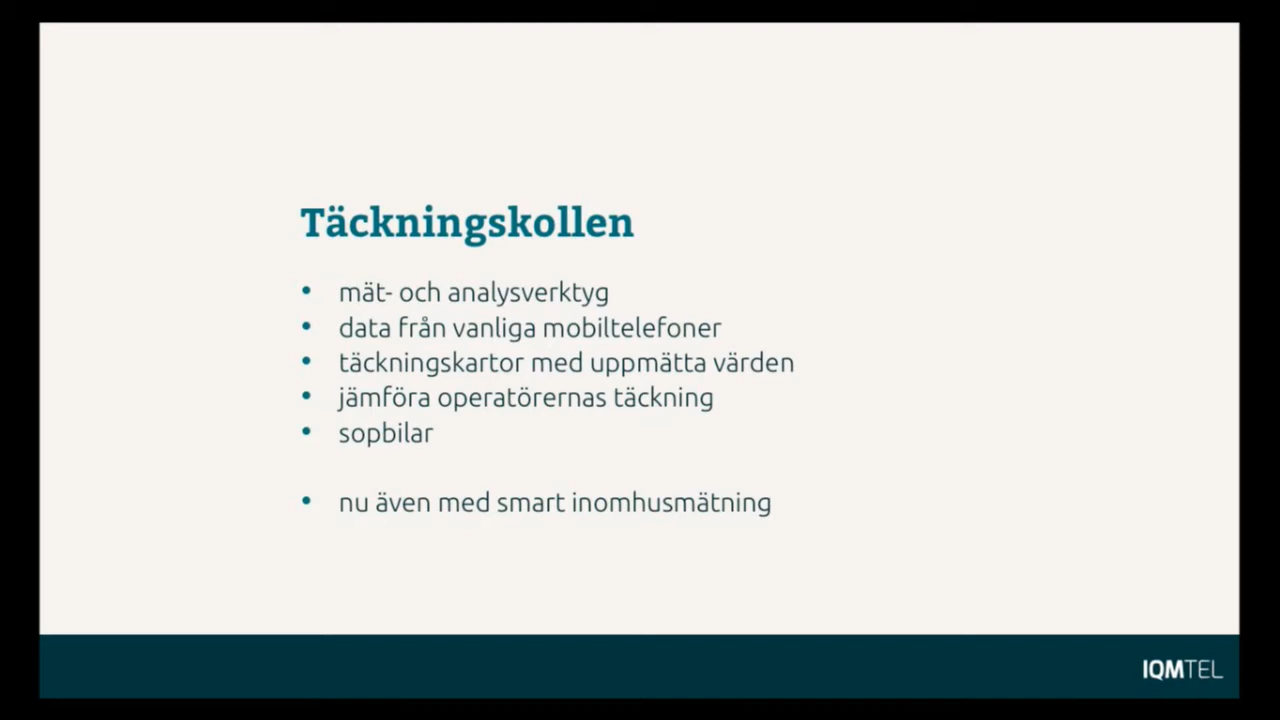 Täckningskollen
• mät- och analysverktyg
• data från vanliga mobiltelefoner
• täckningskartor med uppmätta värden
• jämföra operatörernas täckning
• sopbilar
• nu även med smart inomhusmätning
IQMTEL